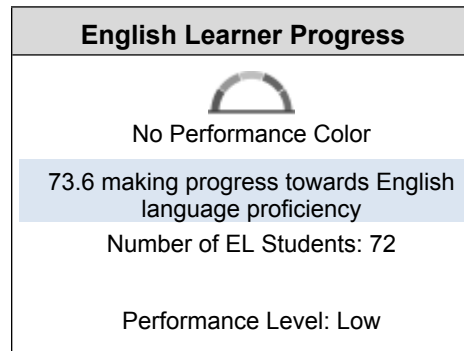 English Learner Progress
No Performance Color
73.6 making progress towards English
language proficiency
Number of EL Students: 72
Performance Level: Low